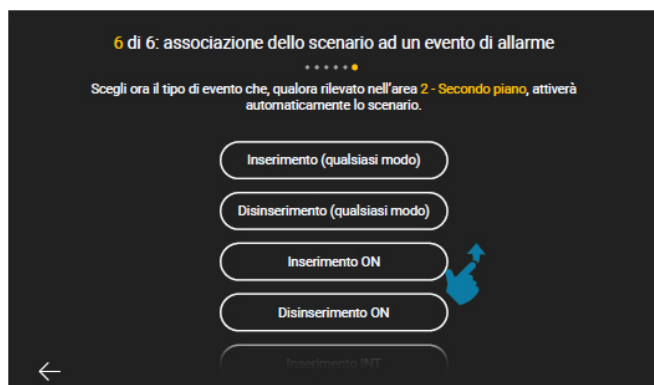 6 di 6: associazione dello scenario ad un evento di allarme
Scegli ora il tipo di evento che, qualora rilevato nell'area 2 - Secondo piano, attiverà
automaticamente lo scenario.
Inserimento (qualsiasi modo)
Disinserimento (qualsiasi modo)
Inserimento ON
Disinserimento ON
Inserimento INT